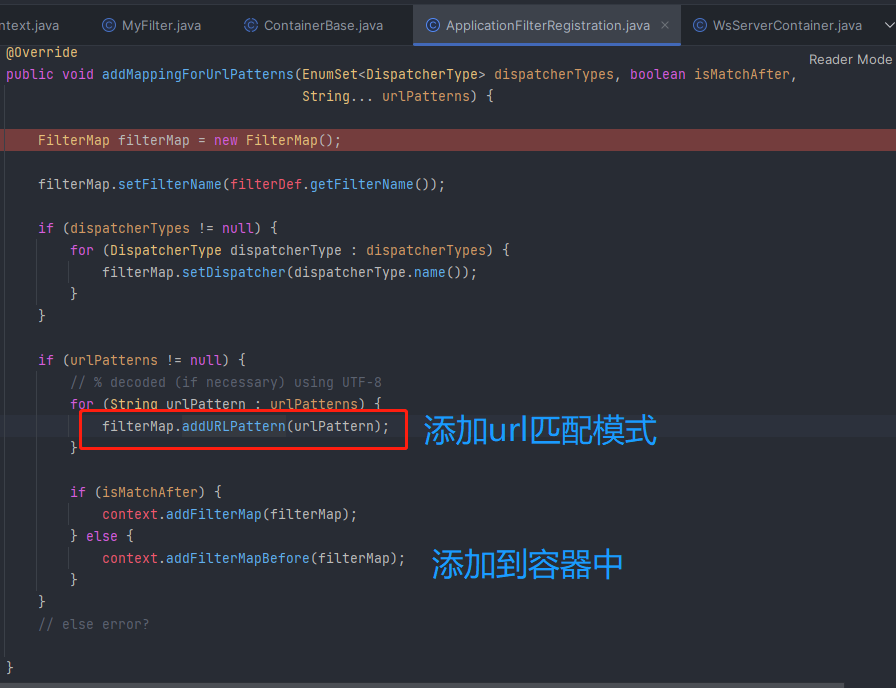 ntext.java MyFilter.java ContainerBase.java ApplicationFilterRegistration.java WsServerContainer.java
@Override
Reader Mode
public void addMappingForUrlPatterns(EnumSet<DispatcherType> dispatcherTypes, boolean isMatchAfter,
String... urlPatterns) {
FilterMap filterMap = new FilterMap();
filterMap.setFilterName(filterDef.getFilterName());
if (dispatcherTypes != null) {
for (DispatcherType dispatcherType : dispatcherTypes) {
filterMap.setDispatcher(dispatcherType.name());
}
}
if (urlPatterns != null) {
// % decoded (if necessary) using UTF-8
for (String urlPattern : urlPatterns) {
filterMap.addURLPattern(urlPattern); 添加url匹配模式
}
if (isMatchAfter) {
context.addFilterMap(filterMap);
} else {
context.addFilterMapBefore(filterMap); 添加到容器中
}
}
// else error?
}